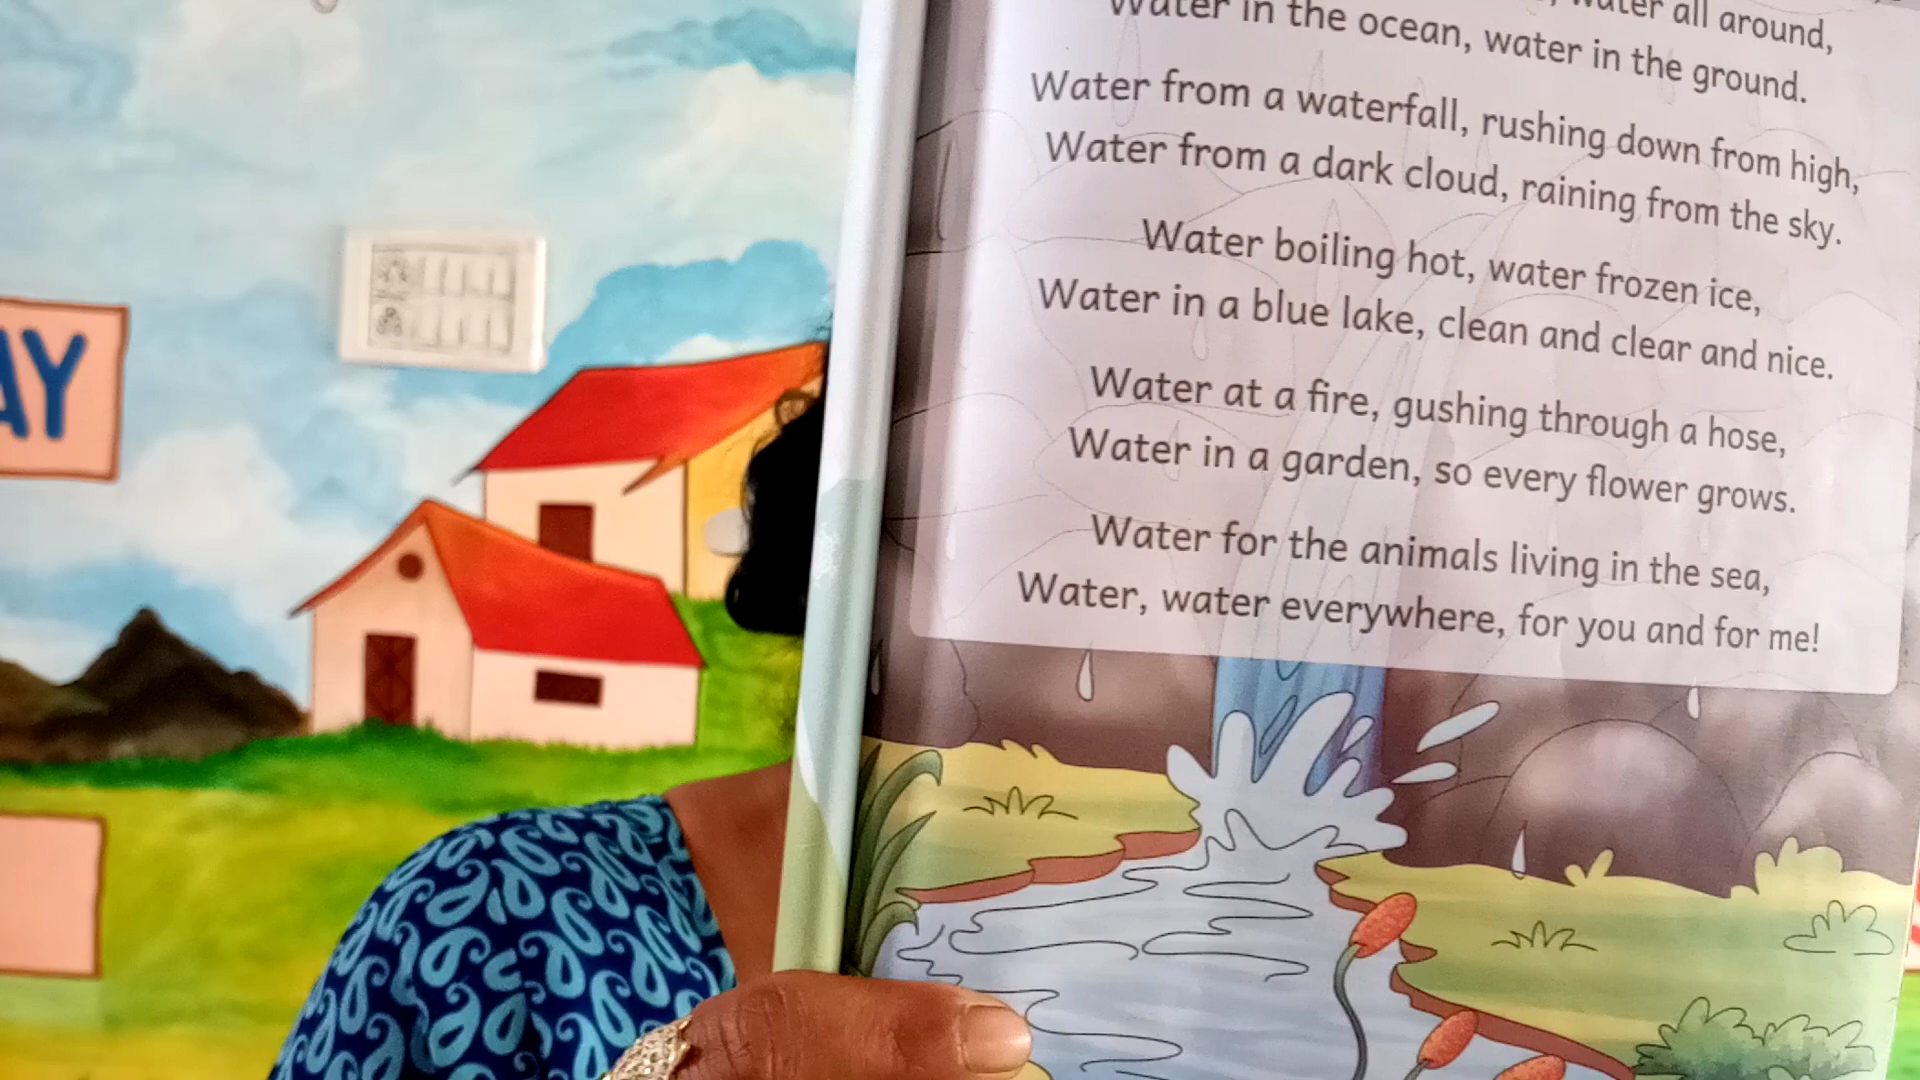 water all around,
Water in the ocean, water in the ground.
Water from a waterfall, rushing down from high,
Water from a dark cloud, raining from the sky.
Water boiling hot, water frozen ice,
Water in a blue lake, clean and clear and nice.
Water at a fire, gushing through a hose,
Water in a garden, so every flower grows.
Water for the animals living in the sea,
Water, water everywhere, for you and for me!
AY